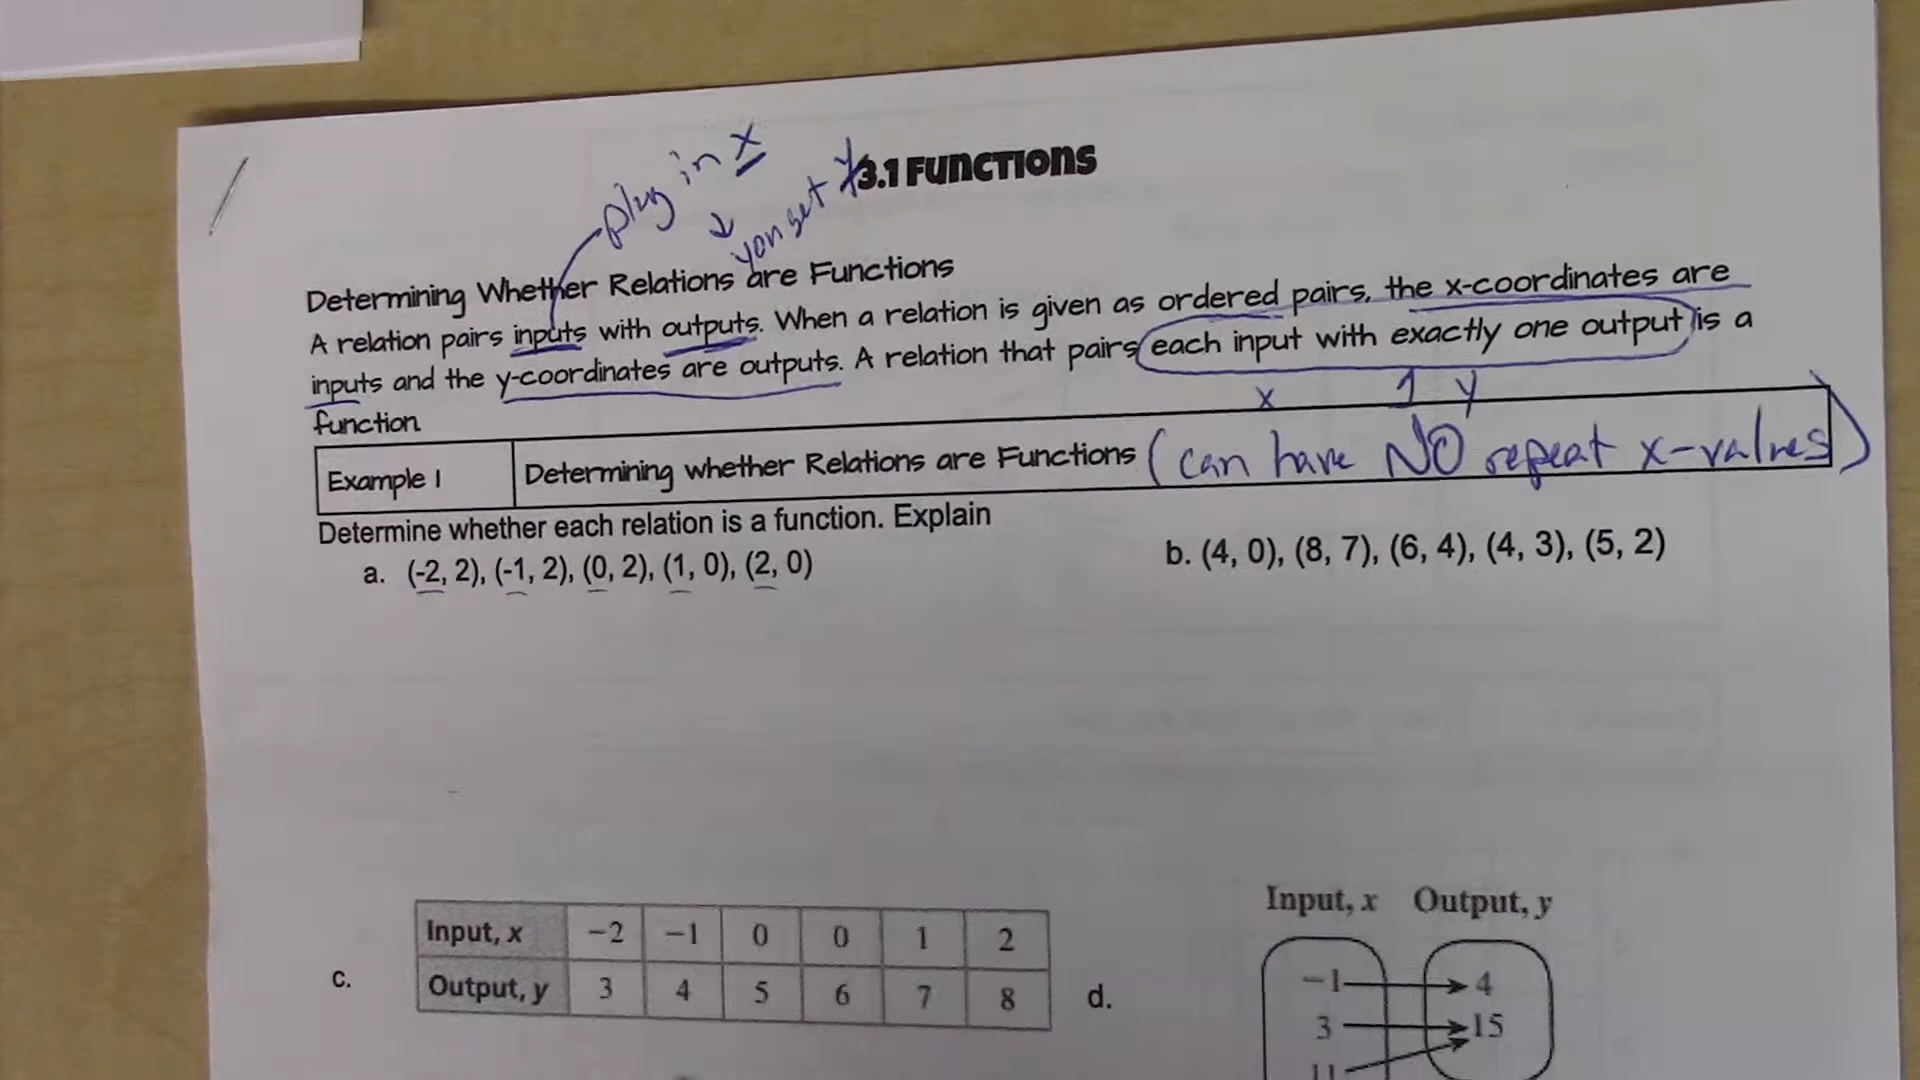 plug in x
you get y
3.1 FUNCTIONS
Determining Whether Relations are Functions
A relation pairs inputs with outputs. When a relation is given as ordered pairs, the x-coordinates are
inputs and the y-coordinates are outputs. A relation that pairs each input with exactly one output is a
function
x 1 y
Example 1 Determining whether Relations are Functions (can have NO repeat x-values)
Determine whether each relation is a function. Explain
a. (-2, 2), (-1, 2), (0, 2), (1, 0), (2, 0)
b. (4, 0), (8, 7), (6, 4), (4, 3), (5, 2)
c.
Input, x −2 −1 0 0 1 2
Output, y 3 4 5 6 7 8
d.
Input, x Output, y
−1 4
3 15
11